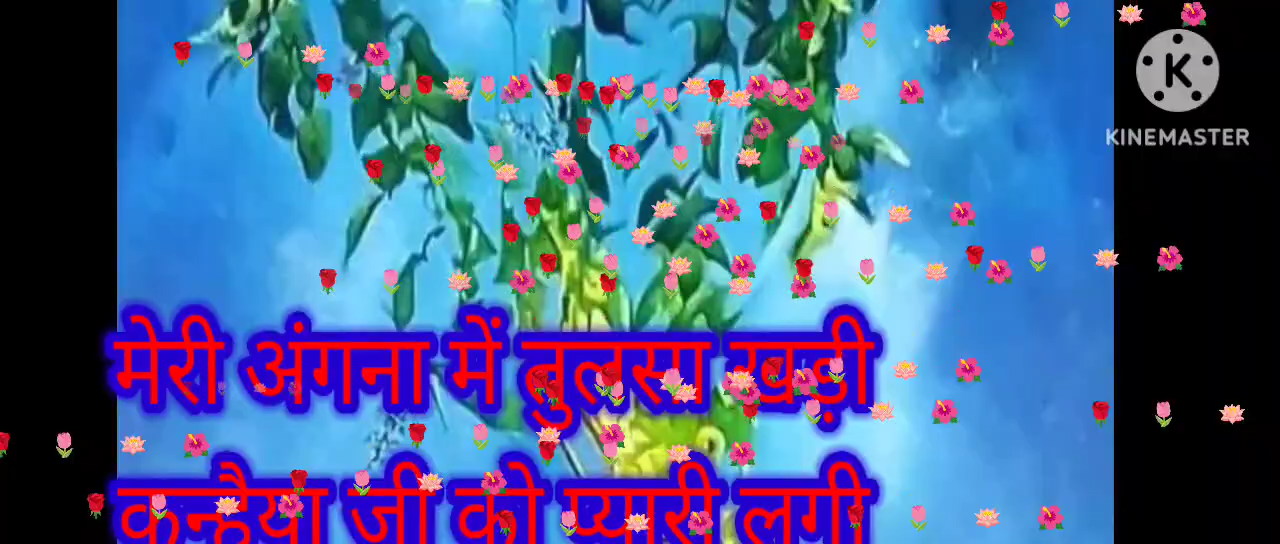 KINEMASTER
मेरी अंगना में तुलसा खड़ी
कन्हैया जी को प्यारी लगी